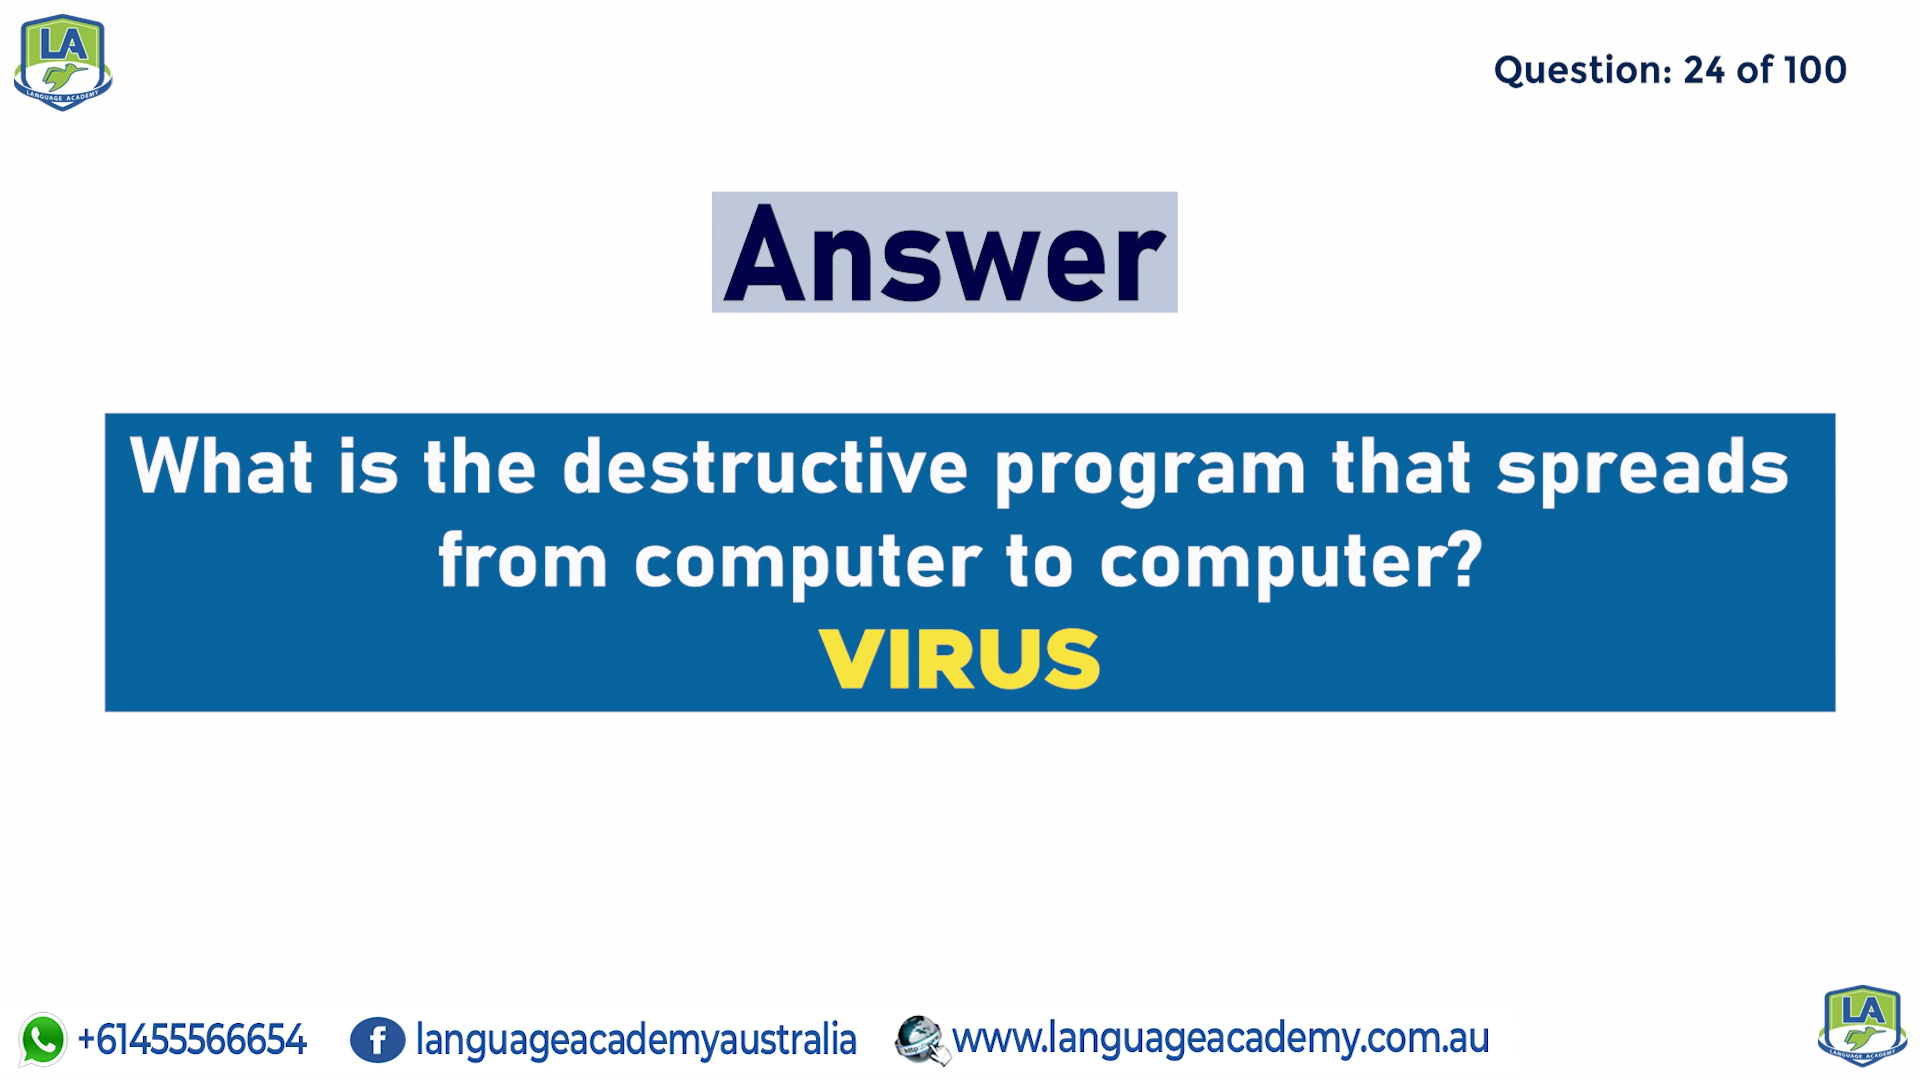 LA
LANGUAGE ACADEMY
Question: 24 of 100
Answer
What is the destructive program that spreads
from computer to computer?
VIRUS
+61455566654
languageacademyaustralia
http://
www.languageacademy.com.au
LA
LANGUAGE ACADEMY